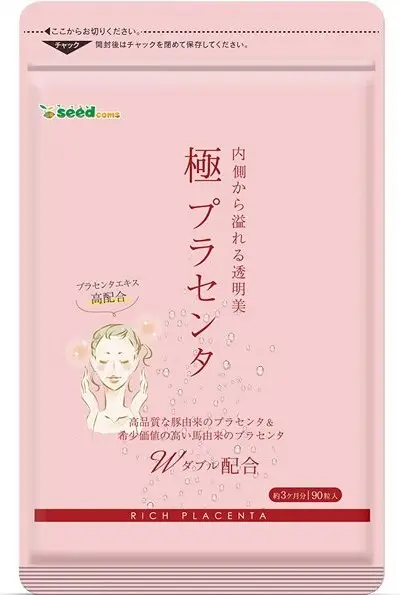 ここからお切りください。
チャック
開封後はチャックを閉めて保存してください。
seedcoms
内側から溢れる透明美
極プラセンタ
プラセンタエキス
高配合
高品質な豚由来のプラセンタ&
希少価値の高い馬由来のプラセンタ
Wダブル配合
約3ヶ月分 90粒入
RICH PLACENTA